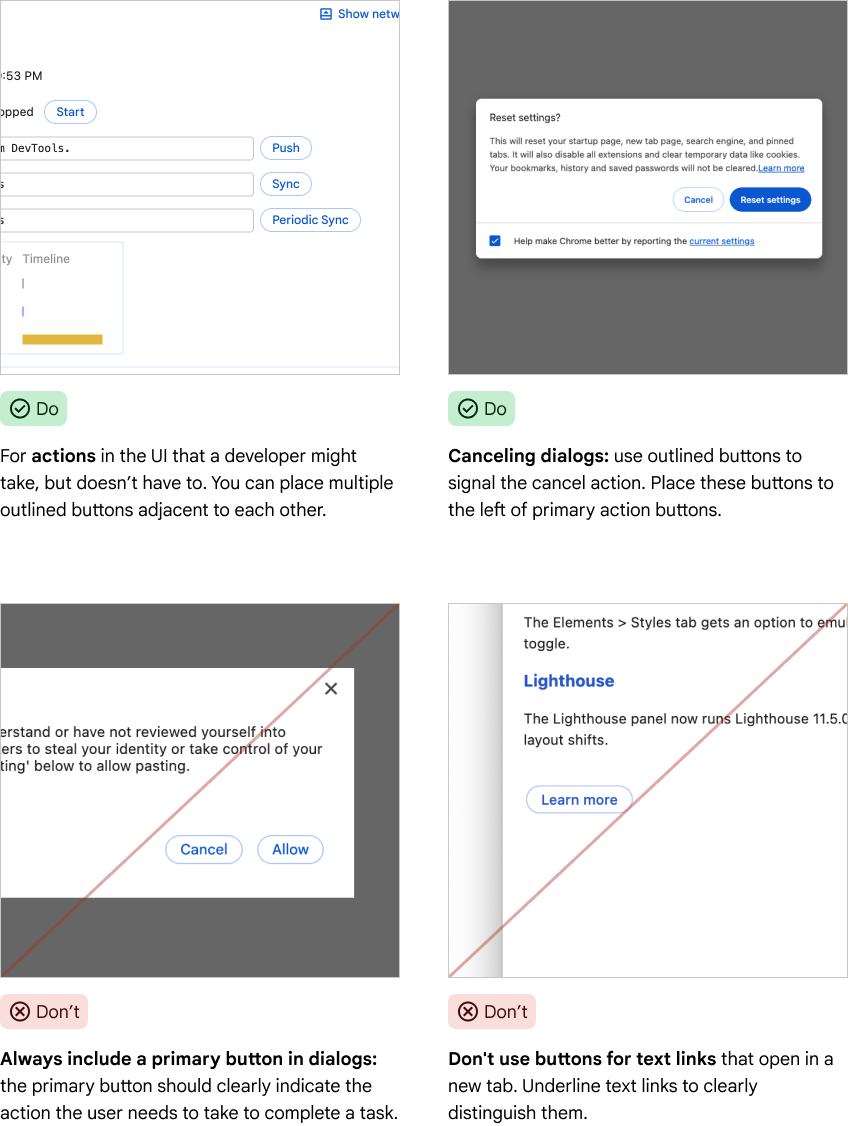 Show netw
:53 PM
opped Start
n DevTools. Push
s Sync
s Periodic Sync
ty Timeline
Do
For actions in the UI that a developer might
take, but doesn’t have to. You can place multiple
outlined buttons adjacent to each other.
Reset settings?
This will reset your startup page, new tab page, search engine, and pinned
tabs. It will also disable all extensions and clear temporary data like cookies.
Your bookmarks, history and saved passwords will not be cleared.Learn more
Cancel Reset settings
Help make Chrome better by reporting the current settings
Do
Canceling dialogs: use outlined buttons to
signal the cancel action. Place these buttons to
the left of primary action buttons.
erstand or have not reviewed yourself into
ers to steal your identity or take control of your
ting' below to allow pasting.
Cancel Allow
Don’t
Always include a primary button in dialogs:
the primary button should clearly indicate the
action the user needs to take to complete a task.
The Elements > Styles tab gets an option to emu
toggle.
Lighthouse
The Lighthouse panel now runs Lighthouse 11.5.0
layout shifts.
Learn more
Don’t
Don't use buttons for text links that open in a
new tab. Underline text links to clearly
distinguish them.